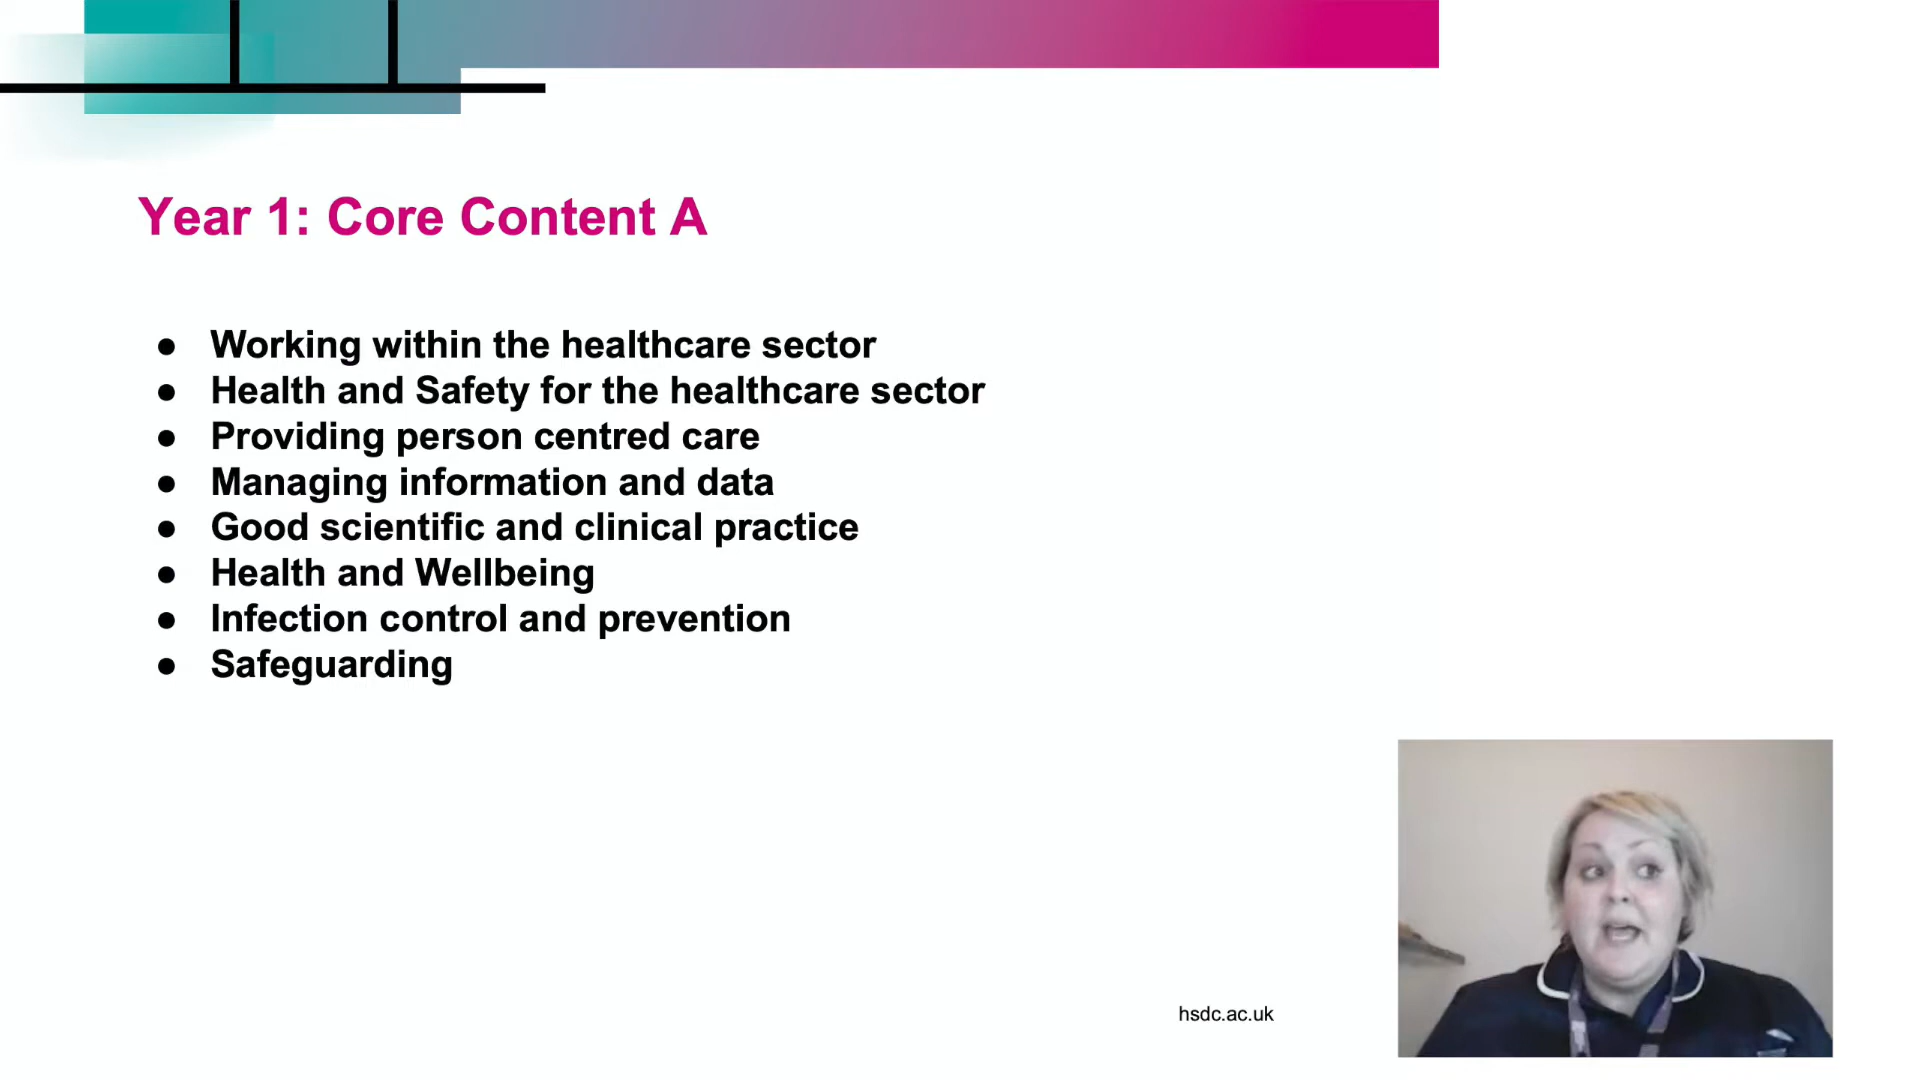 Year 1: Core Content A
● Working within the healthcare sector
● Health and Safety for the healthcare sector
● Providing person centred care
● Managing information and data
● Good scientific and clinical practice
● Health and Wellbeing
● Infection control and prevention
● Safeguarding
hsdc.ac.uk